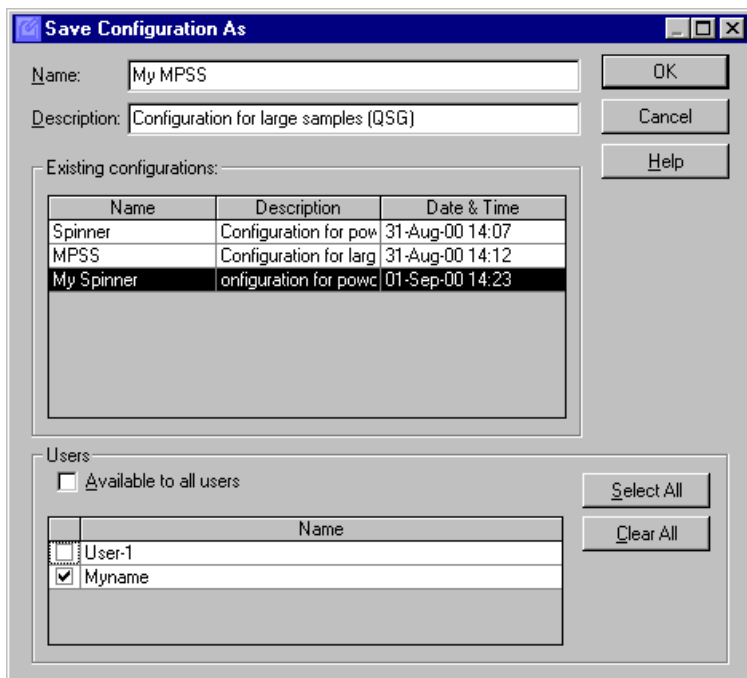 Save Configuration As
Name: My MPSS OK
Description: Configuration for large samples (QSG) Cancel
Help
Existing configurations:
Name Description Date & Time
Spinner Configuration for pow 31-Aug-00 14:07
MPSS Configuration for larg 31-Aug-00 14:12
My Spinner onfiguration for powc 01-Sep-00 14:23
Users
Available to all users
Select All
Name
Clear All
User-1
Myname